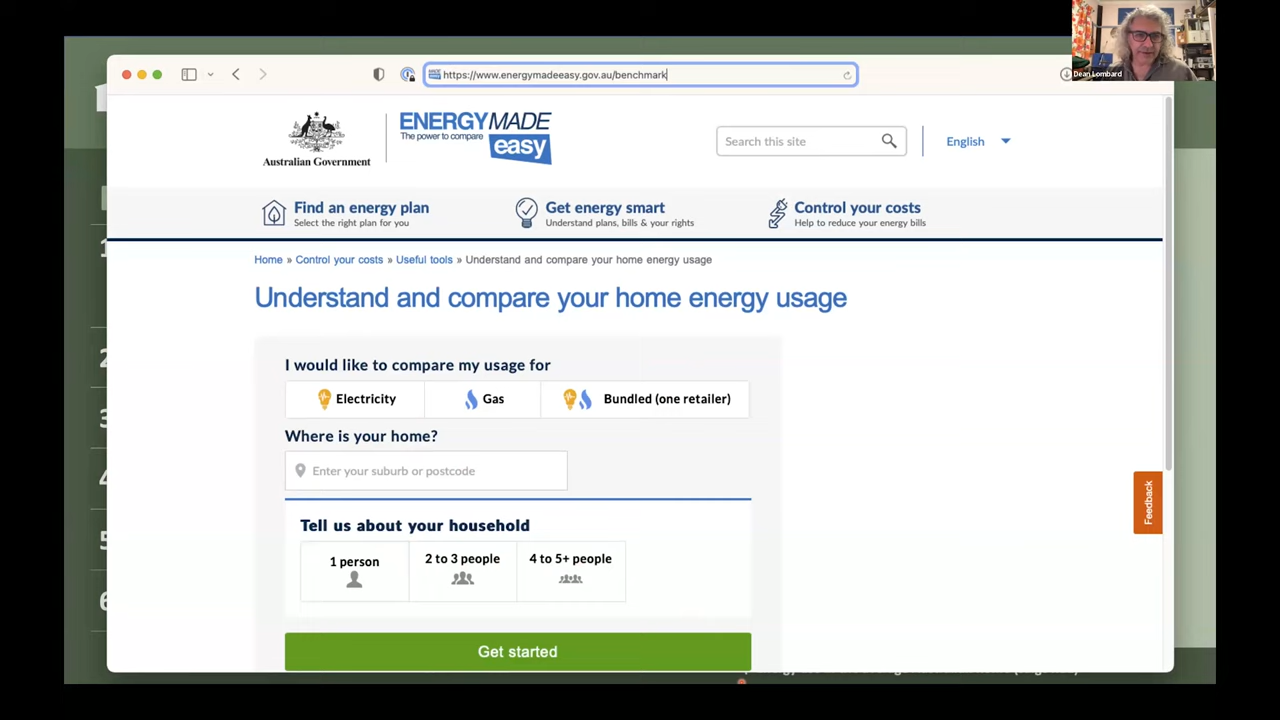 https://www.energymadeeasy.gov.au/benchmark
Dean Lombard
Australian Government
ENERGY MADE
The power to compare
easy
Search this site
English
Find an energy plan
Select the right plan for you
Get energy smart
Understand plans, bills & your rights
Control your costs
Help to reduce your energy bills
Home » Control your costs » Useful tools » Understand and compare your home energy usage
Understand and compare your home energy usage
I would like to compare my usage for
Electricity
Gas
Bundled (one retailer)
Where is your home?
Enter your suburb or postcode
Feedback
Tell us about your household
1 person
2 to 3 people
4 to 5+ people
Get started